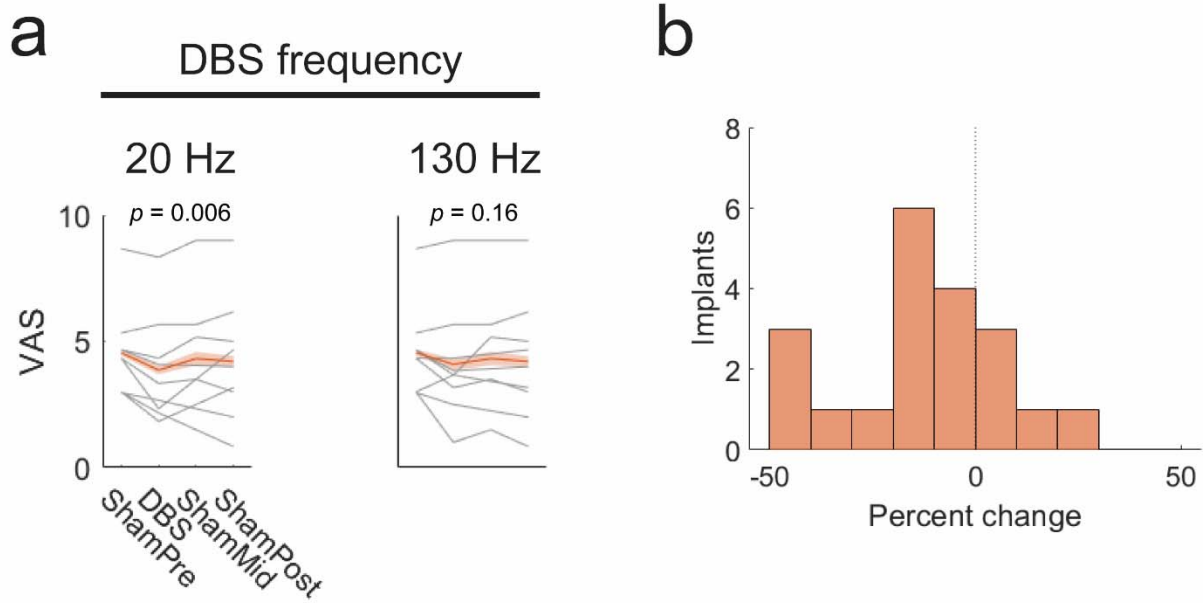 a
DBS frequency
20 Hz
130 Hz
p = 0.006
p = 0.16
10
5
0
VAS
ShamPre
DBS
ShamMid
ShamPost
b
8
6
4
2
0
Implants
-50
0
50
Percent change